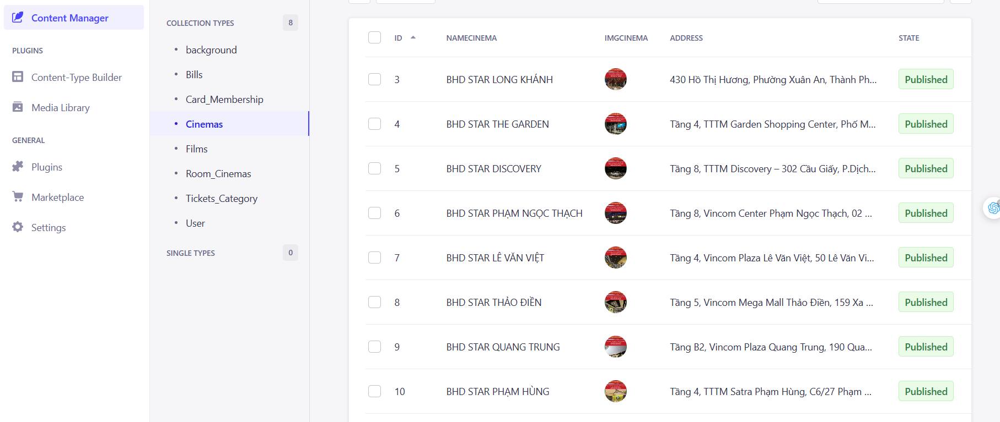 Content Manager
PLUGINS
Content-Type Builder
Media Library
GENERAL
Plugins
Marketplace
Settings
COLLECTION TYPES 8
background
Bills
Card_Membership
Cinemas
Films
Room_Cinemas
Tickets_Category
User
SINGLE TYPES 0
ID NAMECINEMA IMGCINEMA ADDRESS STATE
3 BHD STAR LONG KHÁNH 430 Hồ Thị Hương, Phường Xuân An, Thành Ph... Published
4 BHD STAR THE GARDEN Tầng 4, TTTM Garden Shopping Center, Phố M... Published
5 BHD STAR DISCOVERY Tầng 8, TTTM Discovery – 302 Cầu Giấy, P.Dịch... Published
6 BHD STAR PHẠM NGỌC THẠCH Tầng 8, Vincom Center Phạm Ngọc Thạch, 02 ... Published
7 BHD STAR LÊ VĂN VIỆT Tầng 4, Vincom Plaza Lê Văn Việt, 50 Lê Văn Vi... Published
8 BHD STAR THẢO ĐIỀN Tầng 5, Vincom Mega Mall Thảo Điền, 159 Xa ... Published
9 BHD STAR QUANG TRUNG Tầng B2, Vincom Plaza Quang Trung, 190 Qua... Published
10 BHD STAR PHẠM HÙNG Tầng 4, TTTM Satra Phạm Hùng, C6/27 Phạm ... Published